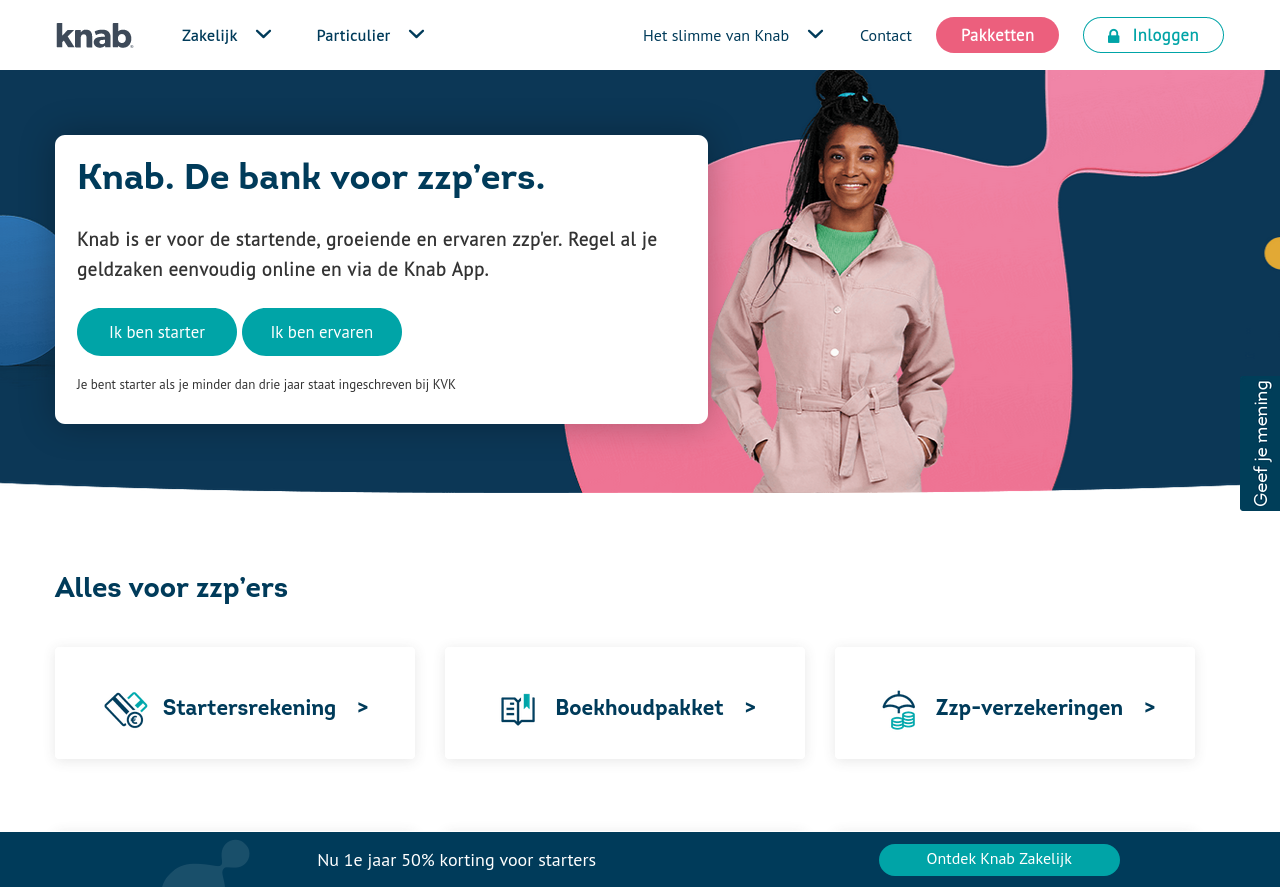 knab.
Zakelijk
Particulier
Het slimme van Knab
Contact
Pakketten
Inloggen
Knab. De bank voor zzp’ers.
Knab is er voor de startende, groeiende en ervaren zzp'er. Regel al je
geldzaken eenvoudig online en via de Knab App.
Ik ben starter
Ik ben ervaren
Je bent starter als je minder dan drie jaar staat ingeschreven bij KVK
Geef je mening
Alles voor zzp’ers
Startersrekening >
Boekhoudpakket >
Zzp-verzekeringen >
Nu 1e jaar 50% korting voor starters
Ontdek Knab Zakelijk